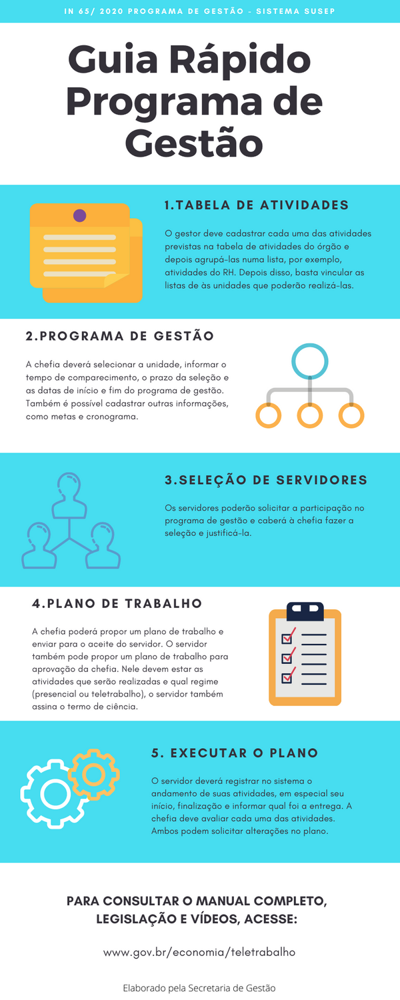 IN 65/ 2020 PROGRAMA DE GESTÃO - SISTEMA SUSEP
Guia Rápido
Programa de
Gestão
1.TABELA DE ATIVIDADES
O gestor deve cadastrar cada uma das atividades
previstas na tabela de atividades do órgão e
depois agrupá-las numa lista, por exemplo,
atividades do RH. Depois disso, basta vincular as
listas de às unidades que poderão realizá-las.
2.PROGRAMA DE GESTÃO
A chefia deverá selecionar a unidade, informar o
tempo de comparecimento, o prazo da seleção e
as datas de início e fim do programa de gestão.
Também é possível cadastrar outras informações,
como metas e cronograma.
3.SELEÇÃO DE SERVIDORES
Os servidores poderão solicitar a participação no
programa de gestão e caberá à chefia fazer a
seleção e justificá-la.
4.PLANO DE TRABALHO
A chefia poderá propor um plano de trabalho e
enviar para o aceite do servidor. O servidor
também pode propor um plano de trabalho para
aprovação da chefia. Nele devem estar as
atividades que serão realizadas e qual regime
(presencial ou teletrabalho), o servidor também
assina o termo de ciência.
5. EXECUTAR O PLANO
O servidor deverá registrar no sistema o
andamento de suas atividades, em especial seu
início, finalização e informar qual foi a entrega. A
chefia deve avaliar cada uma das atividades.
Ambos podem solicitar alterações no plano.
PARA CONSULTAR O MANUAL COMPLETO,
LEGISLAÇÃO E VÍDEOS, ACESSE:
www.gov.br/economia/teletrabalho
Elaborado pela Secretaria de Gestão